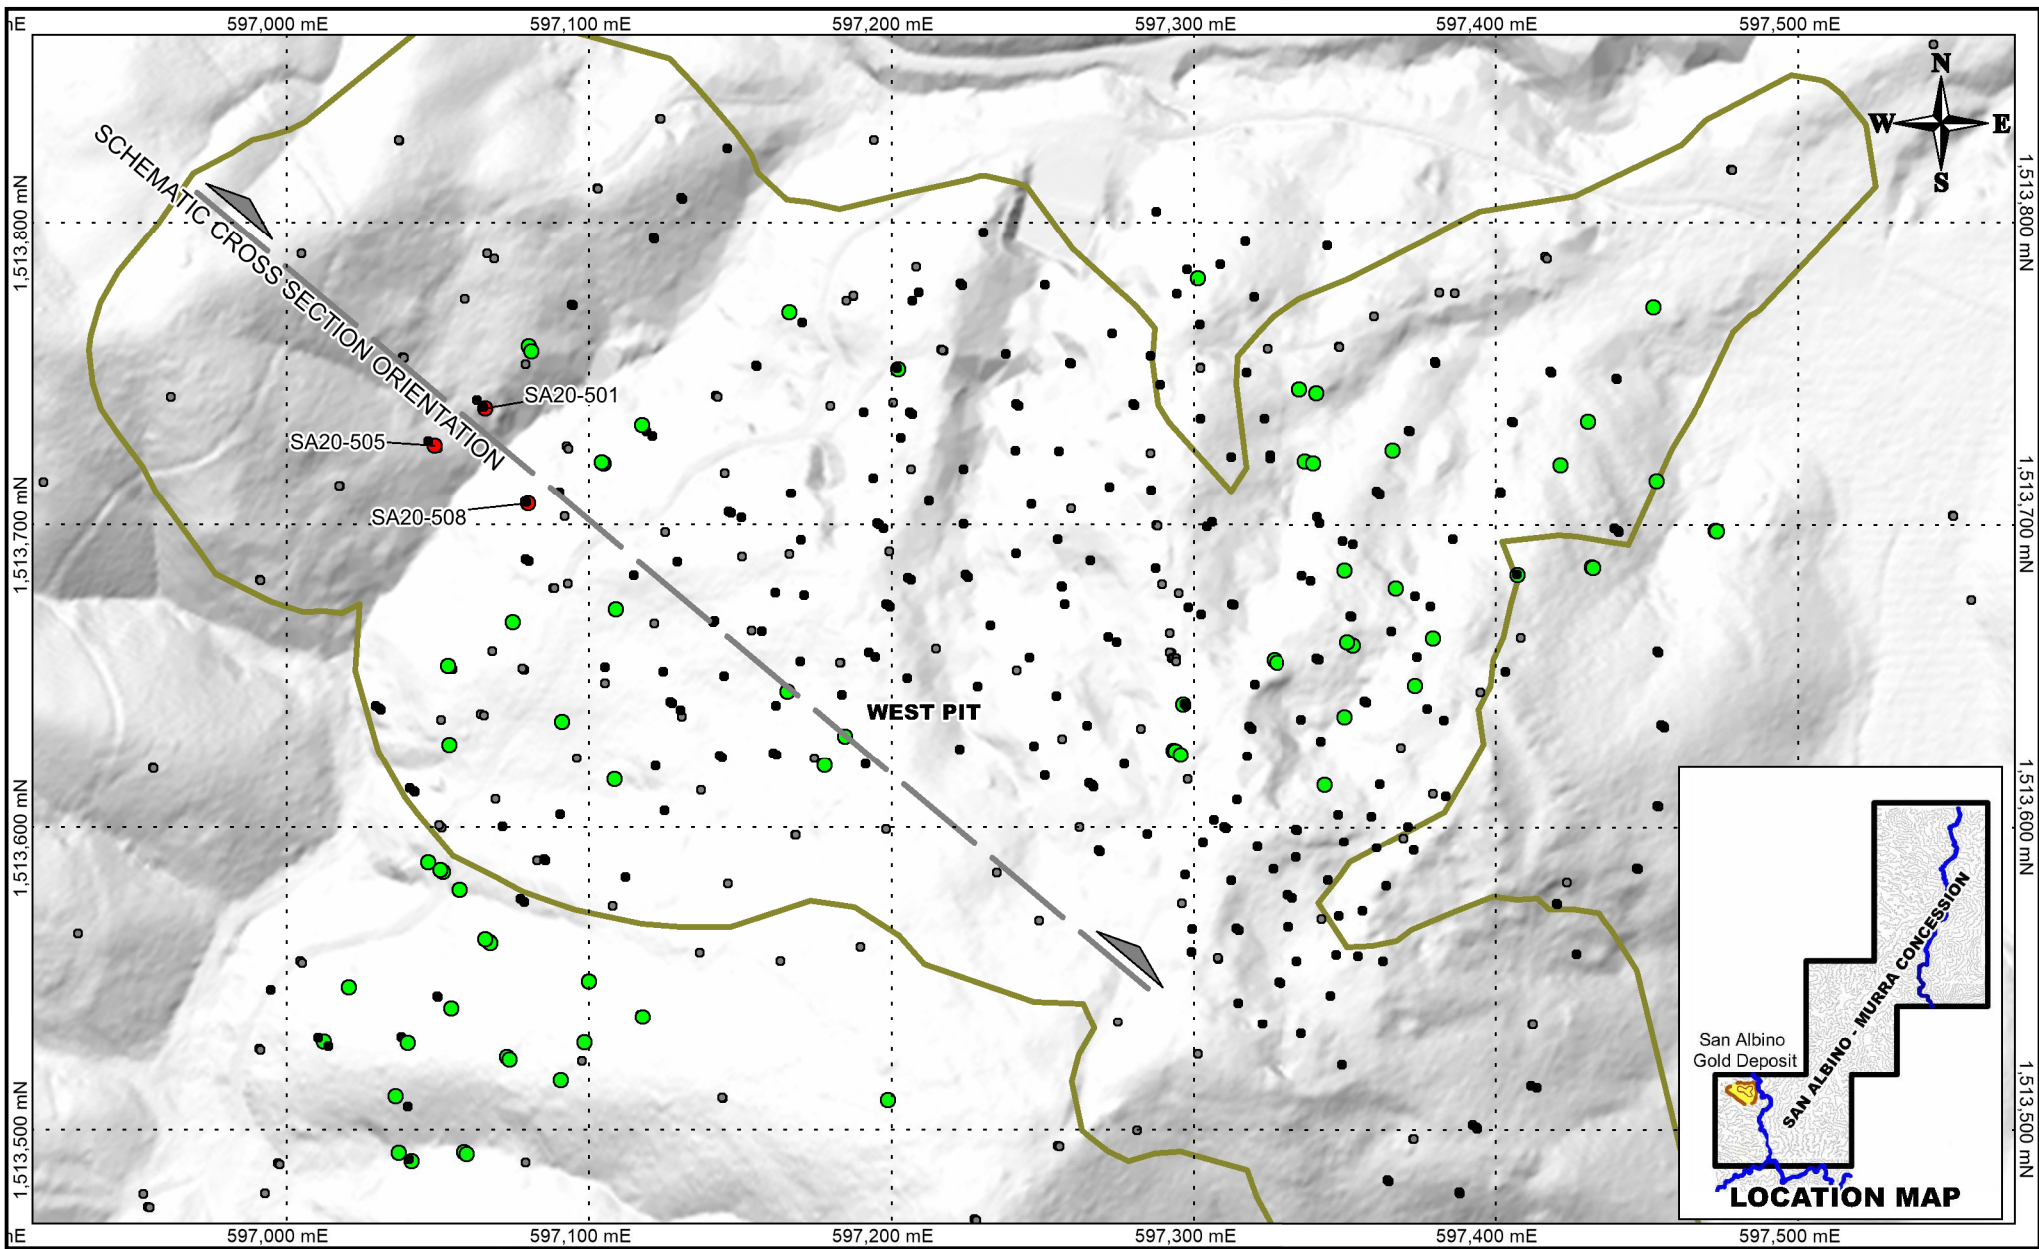 nE
597,000 mE
597,100 mE
597,200 mE
597,300 mE
597,400 mE
597,500 mE
N
W
E
S
SCHEMATIC CROSS SECTION ORIENTATION
1,513,800 mN
1,513,800 mN
SA20-501
SA20-505
SA20-508
1,513,700 mN
1,513,700 mN
WEST PIT
1,513,600 mN
1,513,600 mN
SAN ALBINO - MURRA CONCESSION
San Albino
Gold Deposit
1,513,500 mN
1,513,500 mN
LOCATION MAP
nE
597,000 mE
597,100 mE
597,200 mE
597,300 mE
597,400 mE
597,500 mE